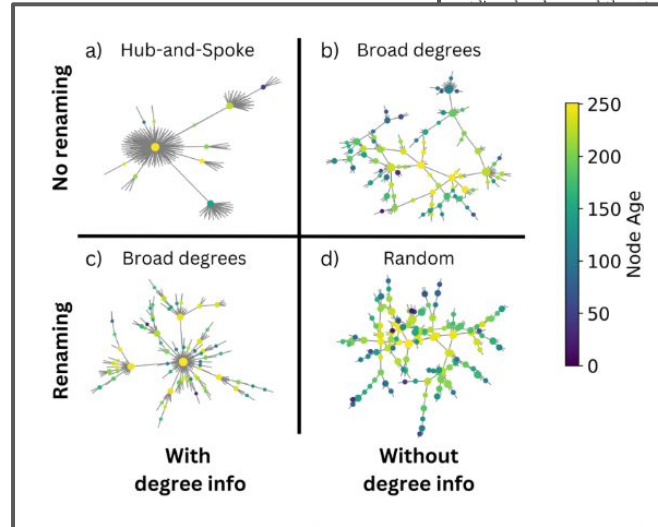 a) Hub-and-Spoke
b) Broad degrees
No renaming
c) Broad degrees
d) Random
Renaming
With
degree info
Without
degree info
250
200
150
100
50
0
Node Age